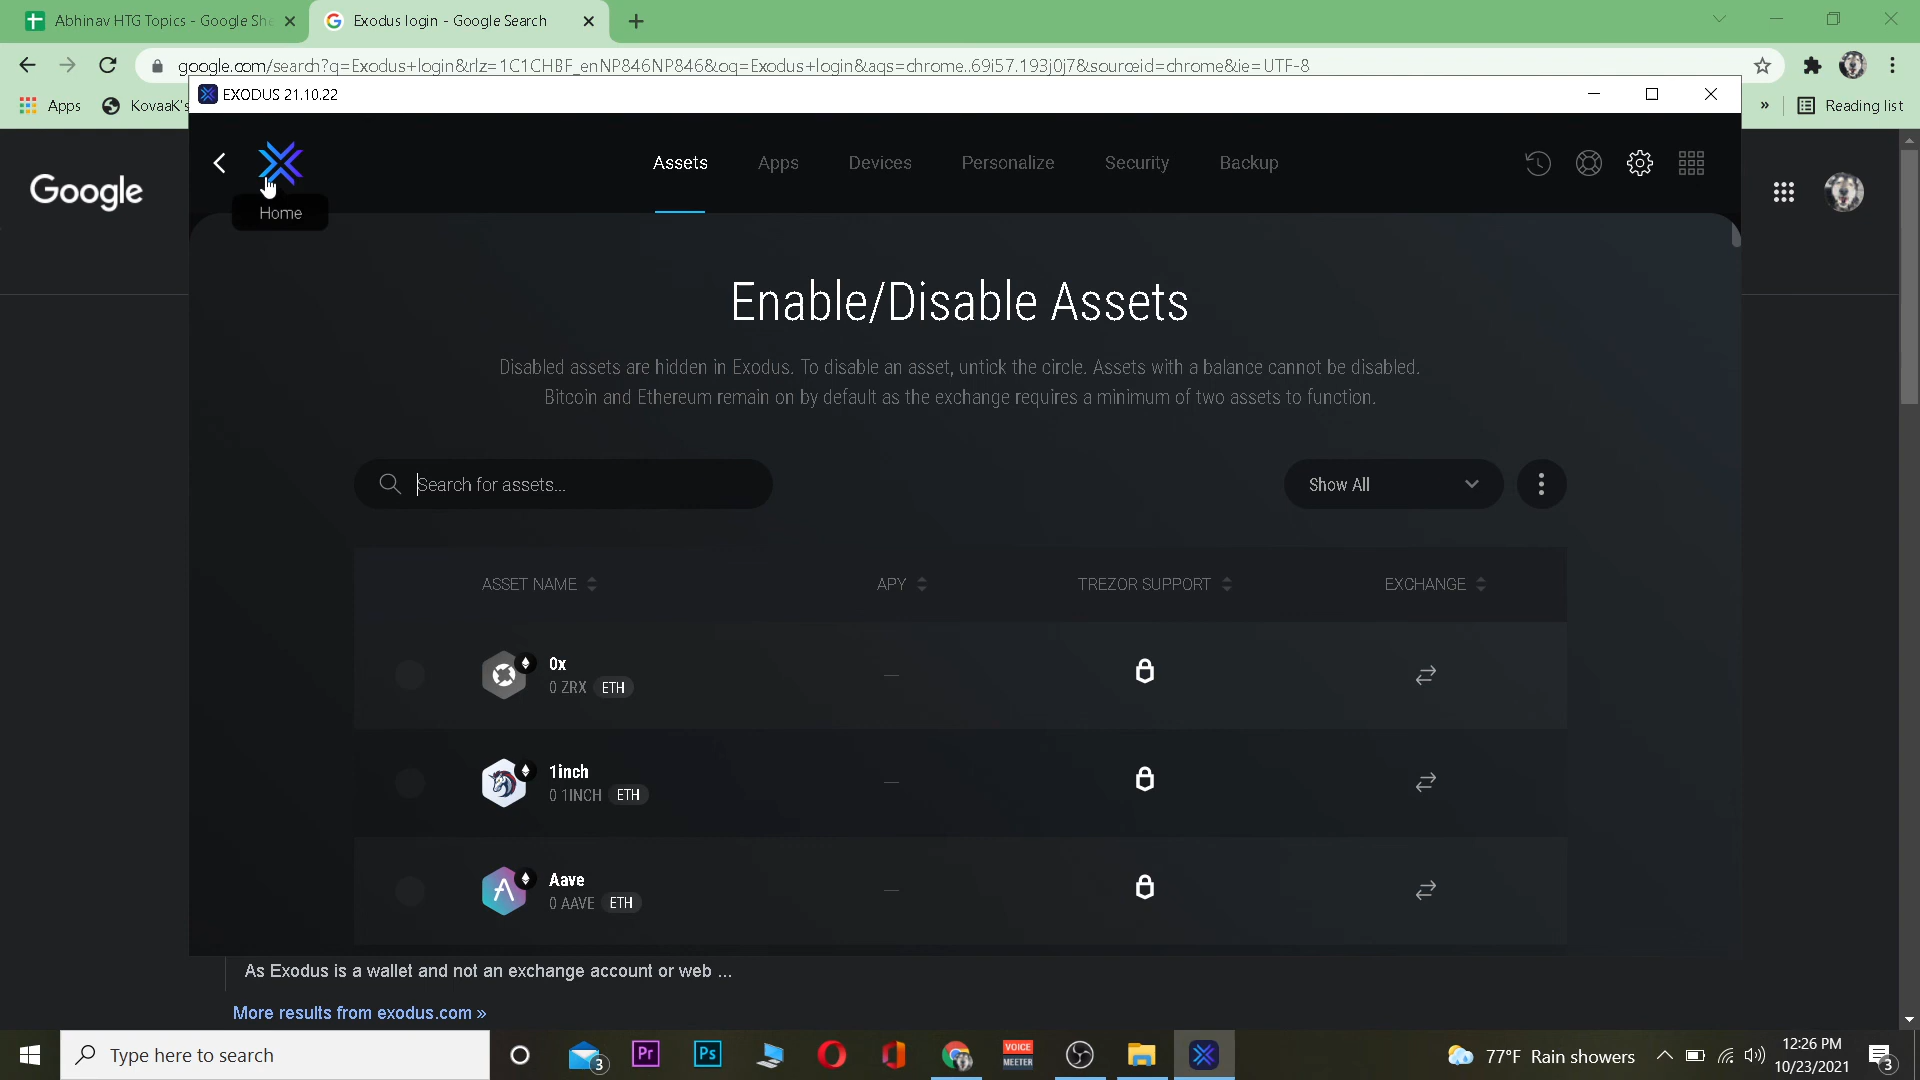 Abhinav HTG Topics - Google She
Exodus login - Google Search
google.com/search?q=Exodus+login&rlz=1C1CHBF_enNP846NP846&oq=Exodus+login&aqs=chrome..69i57.193j0j7&sourceid=chrome&ie=UTF-8
Apps
KovaaK's
»
Reading list
EXODUS 21.10.22
Google
Home
Assets
Apps
Devices
Personalize
Security
Backup
Enable/Disable Assets
Disabled assets are hidden in Exodus. To disable an asset, untick the circle. Assets with a balance cannot be disabled.
Bitcoin and Ethereum remain on by default as the exchange requires a minimum of two assets to function.
Search for assets...
Show All
ASSET NAME
APY
TREZOR SUPPORT
EXCHANGE
0x
0 ZRX ETH
—
1inch
0 1INCH ETH
—
Aave
0 AAVE ETH
—
As Exodus is a wallet and not an exchange account or web ...
More results from exodus.com »
Type here to search
3
Pr
Ps
VOICE
MEETER
77°F Rain showers
12:26 PM
10/23/2021
3